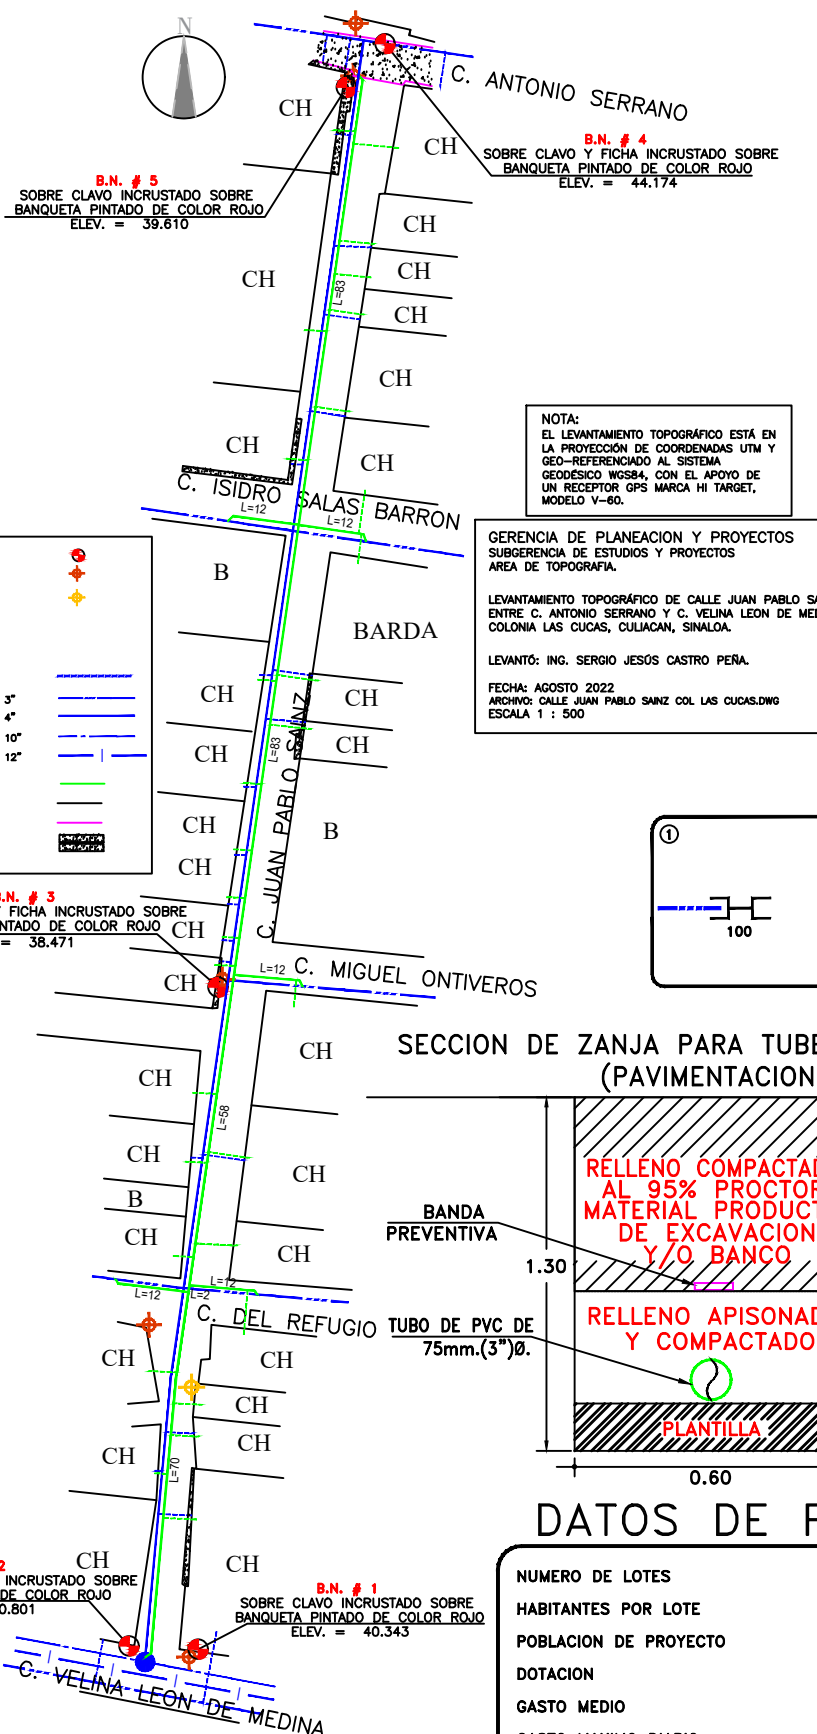 N
C. ANTONIO SERRANO
CH
CH
B.N. # 4
SOBRE CLAVO Y FICHA INCRUSTADO SOBRE
BANQUETA PINTADO DE COLOR ROJO
ELEV. = 44.174
B.N. # 5
SOBRE CLAVO INCRUSTADO SOBRE
BANQUETA PINTADO DE COLOR ROJO
ELEV. = 39.610
CH
CH
CH
L=83
CH
CH
CH
CH
NOTA:
EL LEVANTAMIENTO TOPOGRÁFICO ESTÁ EN
LA PROYECCIÓN DE COORDENADAS UTM Y
GEO-REFERENCIADO AL SISTEMA
GEODÉSICO WGS84, CON EL APOYO DE
UN RECEPTOR GPS MARCA HI TARGET,
MODELO V-60.
C. ISIDRO SALAS BARRON
L=12
L=12
GERENCIA DE PLANEACION Y PROYECTOS
SUBGERENCIA DE ESTUDIOS Y PROYECTOS
AREA DE TOPOGRAFIA.
LEVANTAMIENTO TOPOGRÁFICO DE CALLE JUAN PABLO SA
ENTRE C. ANTONIO SERRANO Y C. VELINA LEON DE MED
COLONIA LAS CUCAS, CULIACAN, SINALOA.
LEVANTÓ: ING. SERGIO JESÚS CASTRO PEÑA.
FECHA: AGOSTO 2022
ARCHIVO: CALLE JUAN PABLO SAINZ COL LAS CUCAS.DWG
ESCALA 1 : 500
3"
4"
10"
12"
B
BARDA
CH
CH
CH
CH
L=83
C. JUAN PABLO SAINZ
CH
B
CH
1
100
.N. # 3
FICHA INCRUSTADO SOBRE
NTADO DE COLOR ROJO
= 38.471
CH
CH
L=12
C. MIGUEL ONTIVEROS
SECCION DE ZANJA PARA TUBE
(PAVIMENTACION
CH
CH
L=58
CH
CH
B
CH
CH
RELLENO COMPACTAD
AL 95% PROCTOR
MATERIAL PRODUCT
DE EXCAVACION
Y/O BANCO
BANDA
PREVENTIVA
1.30
L=12
L=2
L=12
C. DEL REFUGIO
TUBO DE PVC DE
75mm.(3")Ø.
RELLENO APISONAD
Y COMPACTADO
PLANTILLA
0.60
CH
CH
CH
CH
CH
L=70
CH
CH
DATOS DE P
NUMERO DE LOTES
HABITANTES POR LOTE
POBLACION DE PROYECTO
DOTACION
GASTO MEDIO
2
INCRUSTADO SOBRE
DE COLOR ROJO
0.801
B.N. # 1
SOBRE CLAVO INCRUSTADO SOBRE
BANQUETA PINTADO DE COLOR ROJO
ELEV. = 40.343
C. VELINA LEON DE MEDINA